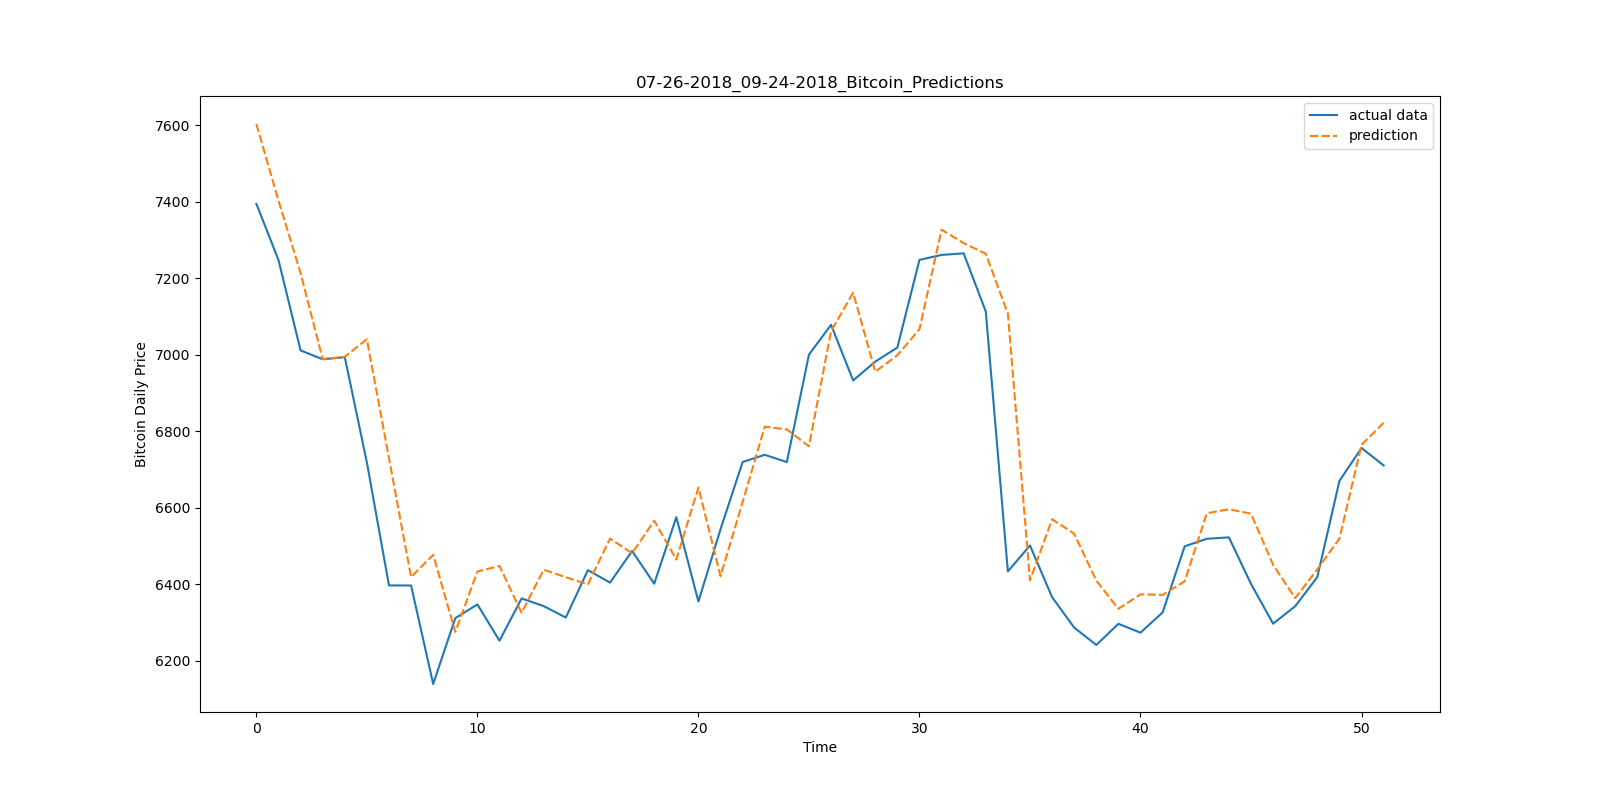 07-26-2018_09-24-2018_Bitcoin_Predictions
actual data
prediction
7600
7400
7200
7000
6800
6600
6400
6200
Bitcoin Daily Price
0 10 20 30 40 50
Time